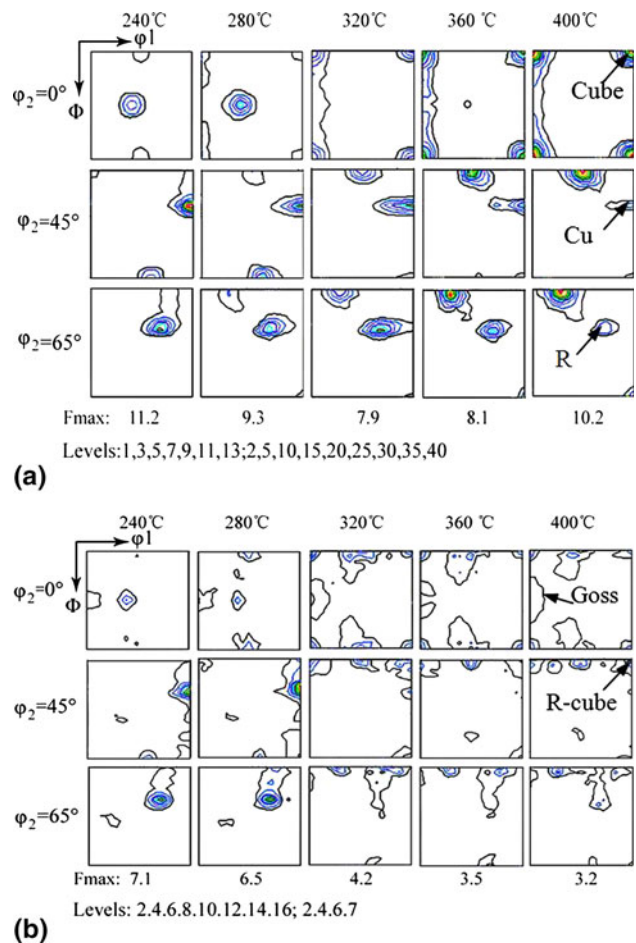 240℃ 280℃ 320℃ 360℃ 400℃
φ1
φ2=0°
Φ
Cube
φ2=45°
Cu
φ2=65°
R
Fmax: 11.2 9.3 7.9 8.1 10.2
Levels:1,3,5,7,9,11,13;2,5,10,15,20,25,30,35,40
(a)
240℃ 280℃ 320℃ 360℃ 400℃
φ1
φ2=0°
Φ
Goss
φ2=45°
R-cube
φ2=65°
Fmax: 7.1 6.5 4.2 3.5 3.2
Levels: 2.4.6.8.10.12.14.16; 2.4.6.7
(b)